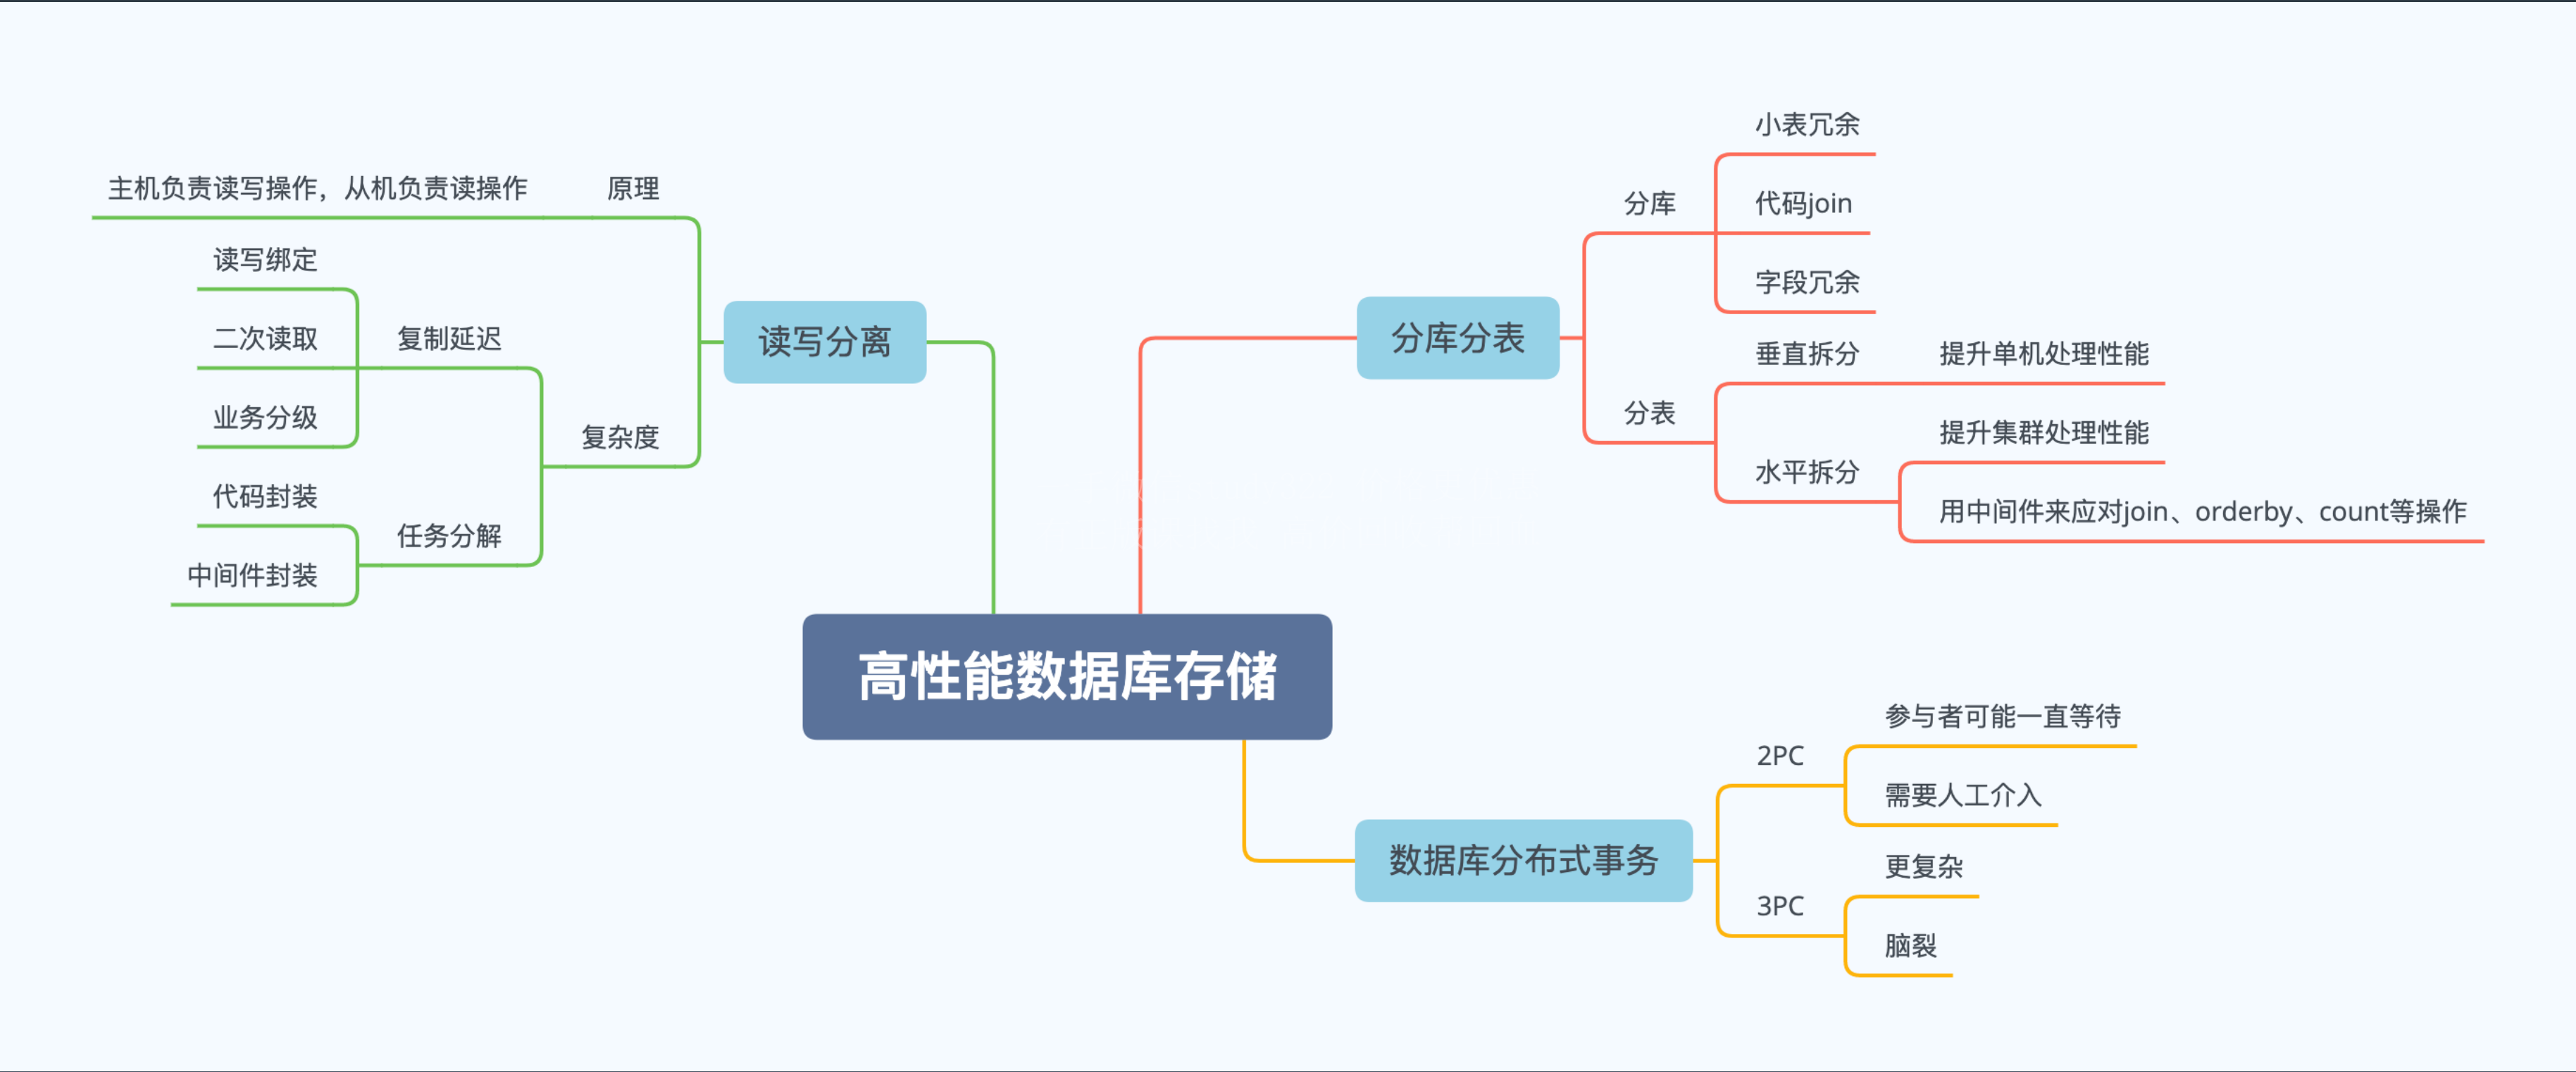 高性能数据库存储
读写分离
原理
主机负责读写操作，从机负责读操作
复杂度
复制延迟
读写绑定
二次读取
业务分级
任务分解
代码封装
中间件封装
分库分表
分库
小表冗余
代码join
字段冗余
分表
垂直拆分
提升单机处理性能
水平拆分
提升集群处理性能
用中间件来应对join、orderby、count等操作
数据库分布式事务
2PC
参与者可能一直等待
需要人工介入
3PC
更复杂
脑裂